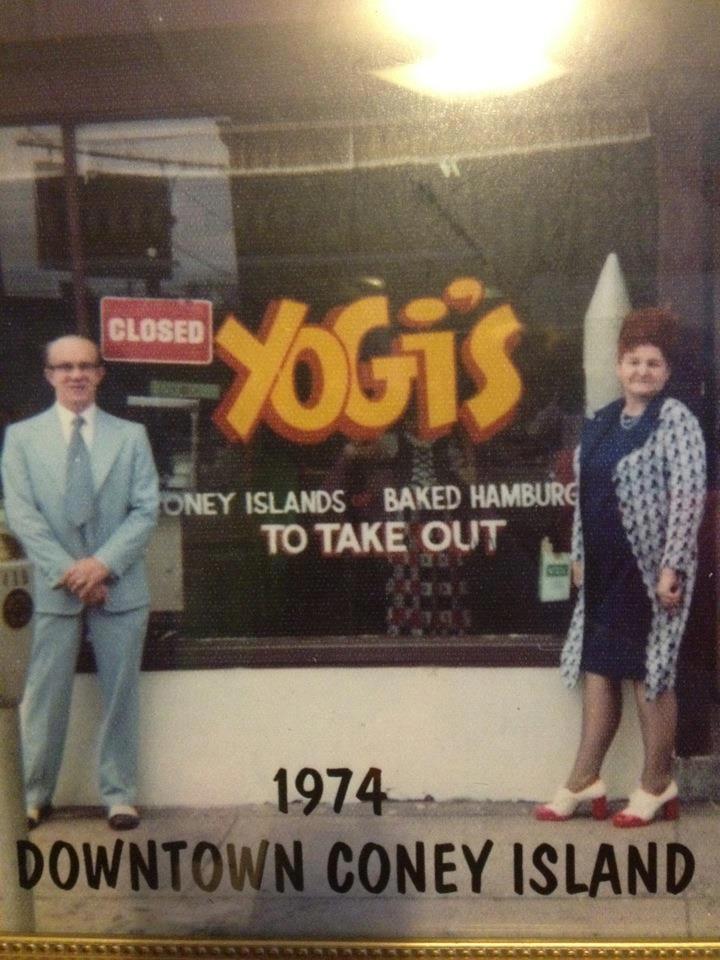 CLOSED
YOGi'S
ONEY ISLANDS BAKED HAMBURG
TO TAKE OUT
1974
DOWNTOWN CONEY ISLAND